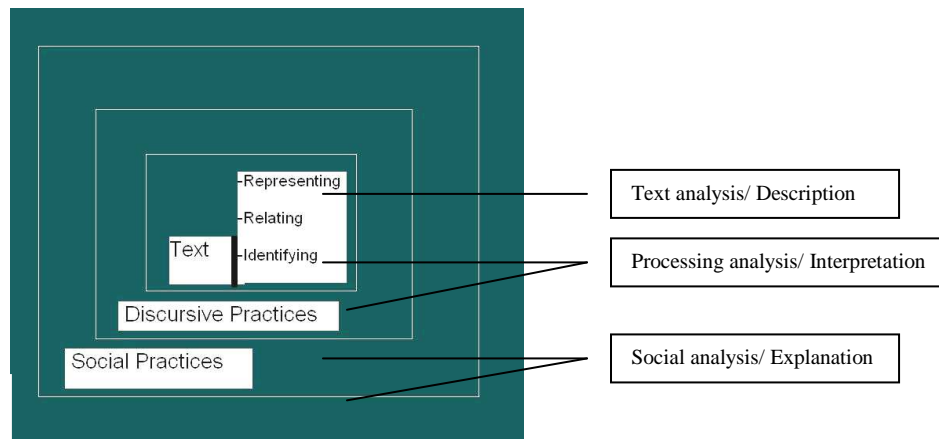 -Representing
-Relating
Text
-Identifying
Discursive Practices
Social Practices
Text analysis/ Description
Processing analysis/ Interpretation
Social analysis/ Explanation